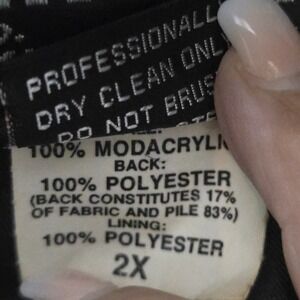 PROFESSIONALL
DRY CLEAN ONL
DO NOT BRUS
100% MODACRYLI
BACK:
100% POLYESTER
(BACK CONSTITUTES 17%
OF FABRIC AND PILE 83%)
LINING:
100% POLYESTER
2X